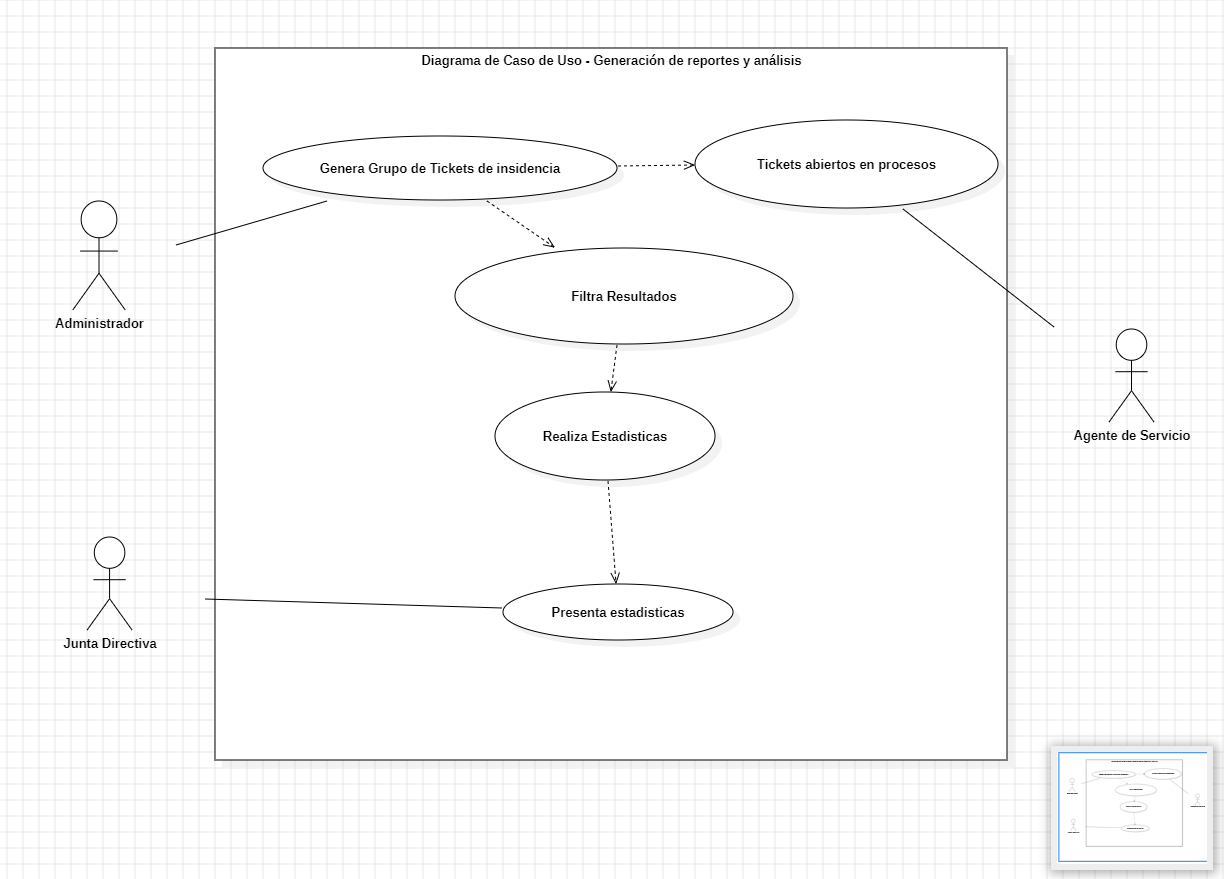 Diagrama de Caso de Uso - Generación de reportes y análisis
Genera Grupo de Tickets de insidencia
Tickets abiertos en procesos
Filtra Resultados
Administrador
Realiza Estadisticas
Agente de Servicio
Presenta estadisticas
Junta Directiva